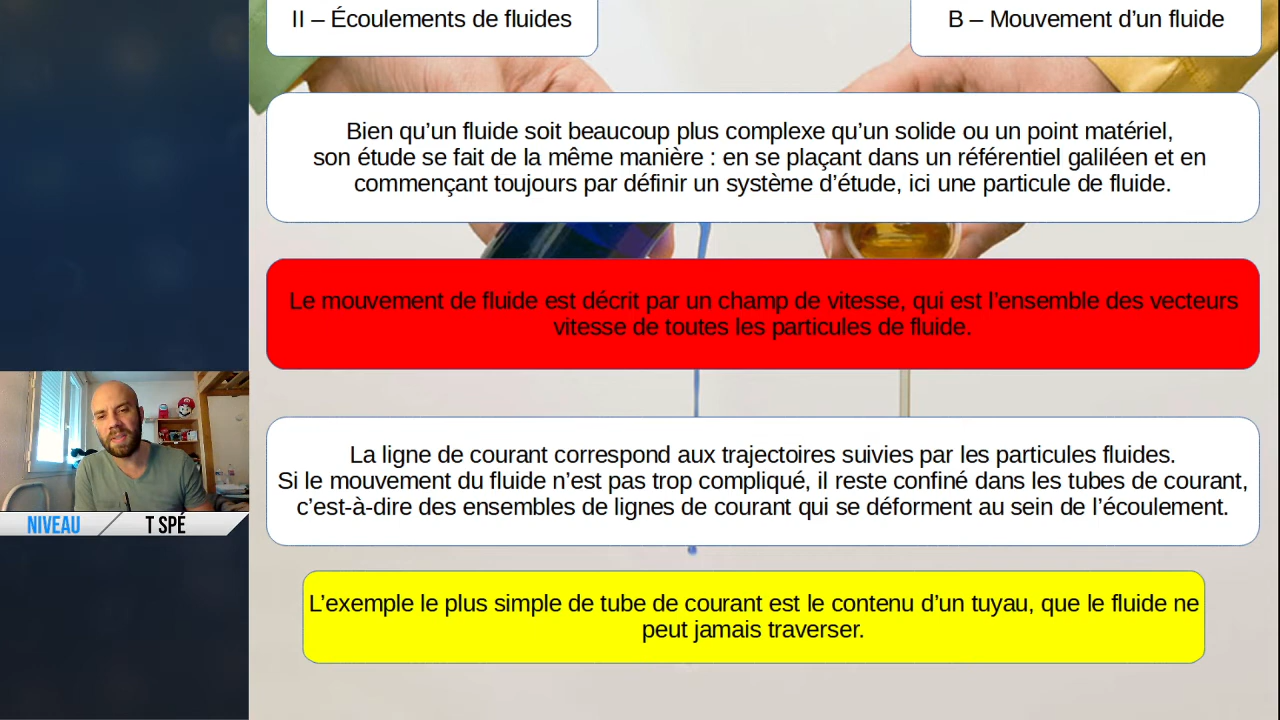 II – Écoulements de fluides
B – Mouvement d’un fluide
Bien qu’un fluide soit beaucoup plus complexe qu’un solide ou un point matériel,
son étude se fait de la même manière : en se plaçant dans un référentiel galiléen et en
commençant toujours par définir un système d’étude, ici une particule de fluide.
Le mouvement de fluide est décrit par un champ de vitesse, qui est l’ensemble des vecteurs
vitesse de toutes les particules de fluide.
La ligne de courant correspond aux trajectoires suivies par les particules fluides.
Si le mouvement du fluide n’est pas trop compliqué, il reste confiné dans les tubes de courant,
c’est-à-dire des ensembles de lignes de courant qui se déforment au sein de l’écoulement.
NIVEAU T SPÉ
L’exemple le plus simple de tube de courant est le contenu d’un tuyau, que le fluide ne
peut jamais traverser.